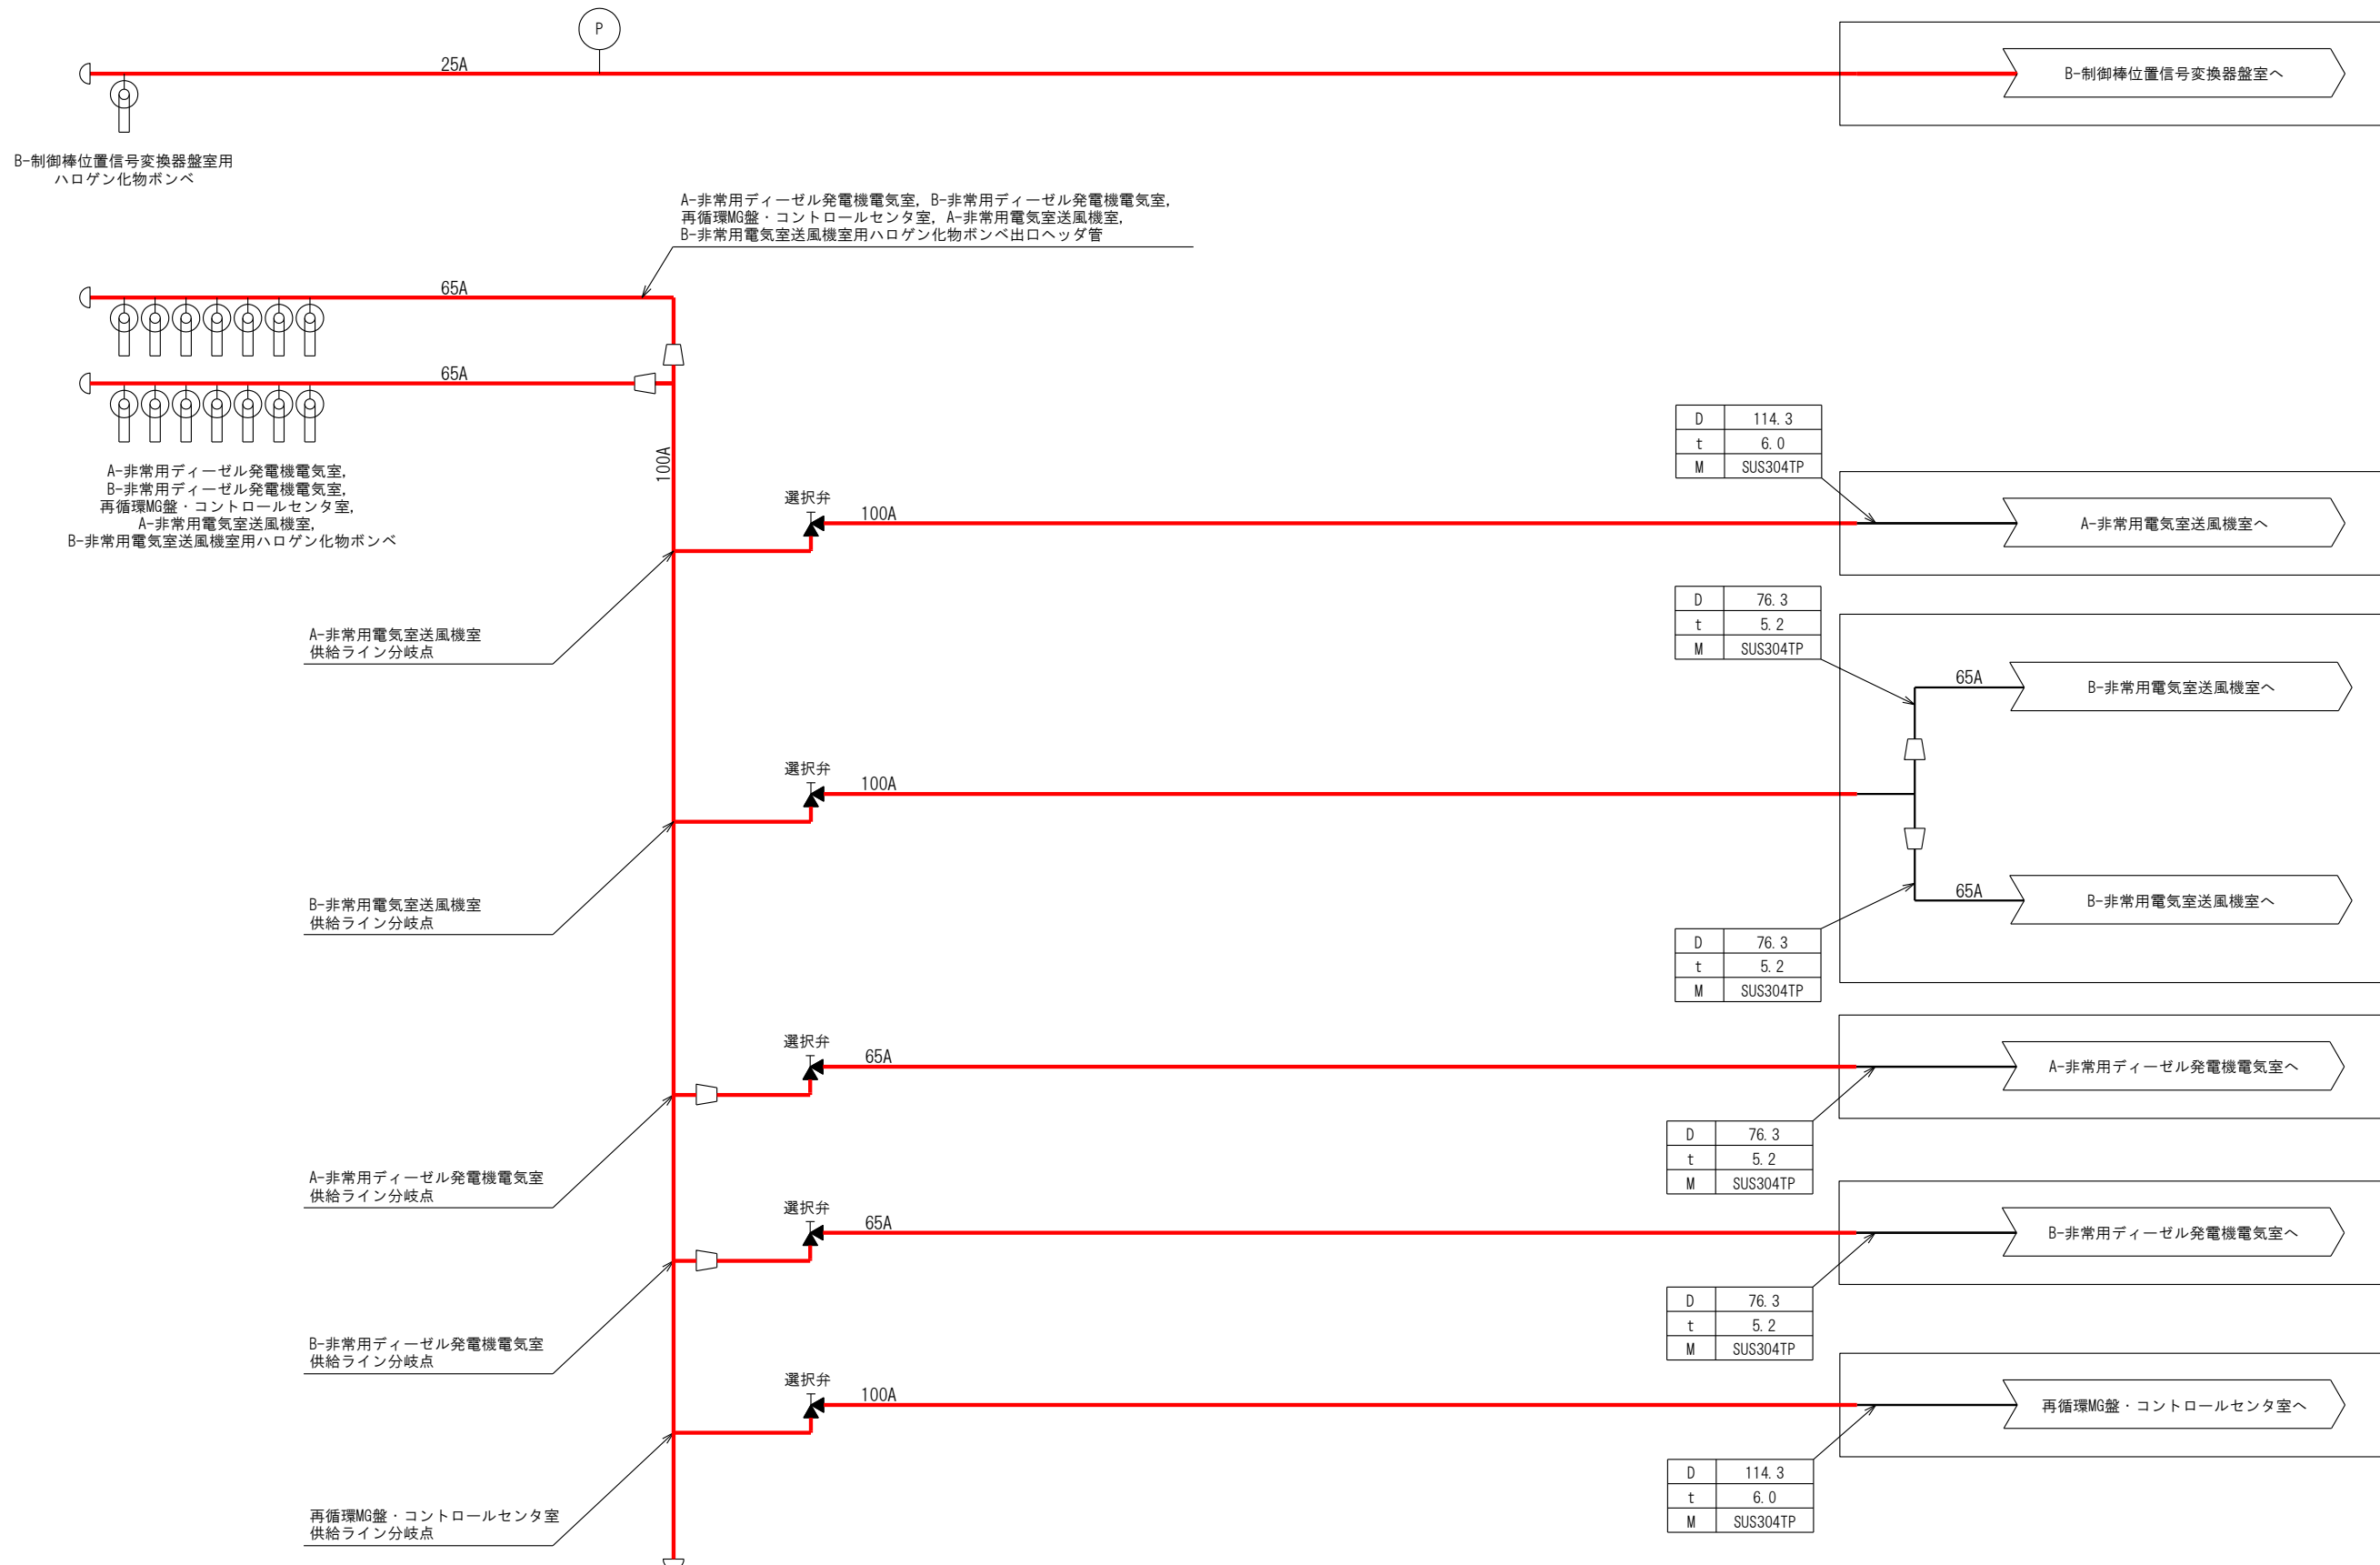 P
25A
B-制御棒位置信号変換器盤室へ
B-制御棒位置信号変換器盤室用
ハロゲン化物ボンベ
A-非常用ディーゼル発電機電気室, B-非常用ディーゼル発電機電気室,
再循環MG盤・コントロールセンタ室, A-非常用電気室送風機室,
B-非常用電気室送風機室用ハロゲン化物ボンベ出口ヘッダ管
65A
65A
A-非常用ディーゼル発電機電気室,
B-非常用ディーゼル発電機電気室,
再循環MG盤・コントロールセンタ室,
A-非常用電気室送風機室,
B-非常用電気室送風機室用ハロゲン化物ボンベ
100A
D 114.3
t 6.0
M SUS304TP
選択弁
100A
A-非常用電気室送風機室へ
A-非常用電気室送風機室
供給ライン分岐点
D 76.3
t 5.2
M SUS304TP
65A
B-非常用電気室送風機室へ
選択弁
100A
65A
B-非常用電気室送風機室へ
B-非常用電気室送風機室
供給ライン分岐点
D 76.3
t 5.2
M SUS304TP
選択弁
65A
A-非常用ディーゼル発電機電気室へ
D 76.3
t 5.2
M SUS304TP
A-非常用ディーゼル発電機電気室
供給ライン分岐点
選択弁
65A
B-非常用ディーゼル発電機電気室へ
D 76.3
t 5.2
M SUS304TP
B-非常用ディーゼル発電機電気室
供給ライン分岐点
選択弁
100A
再循環MG盤・コントロールセンタ室へ
D 114.3
t 6.0
M SUS304TP
再循環MG盤・コントロールセンタ室
供給ライン分岐点